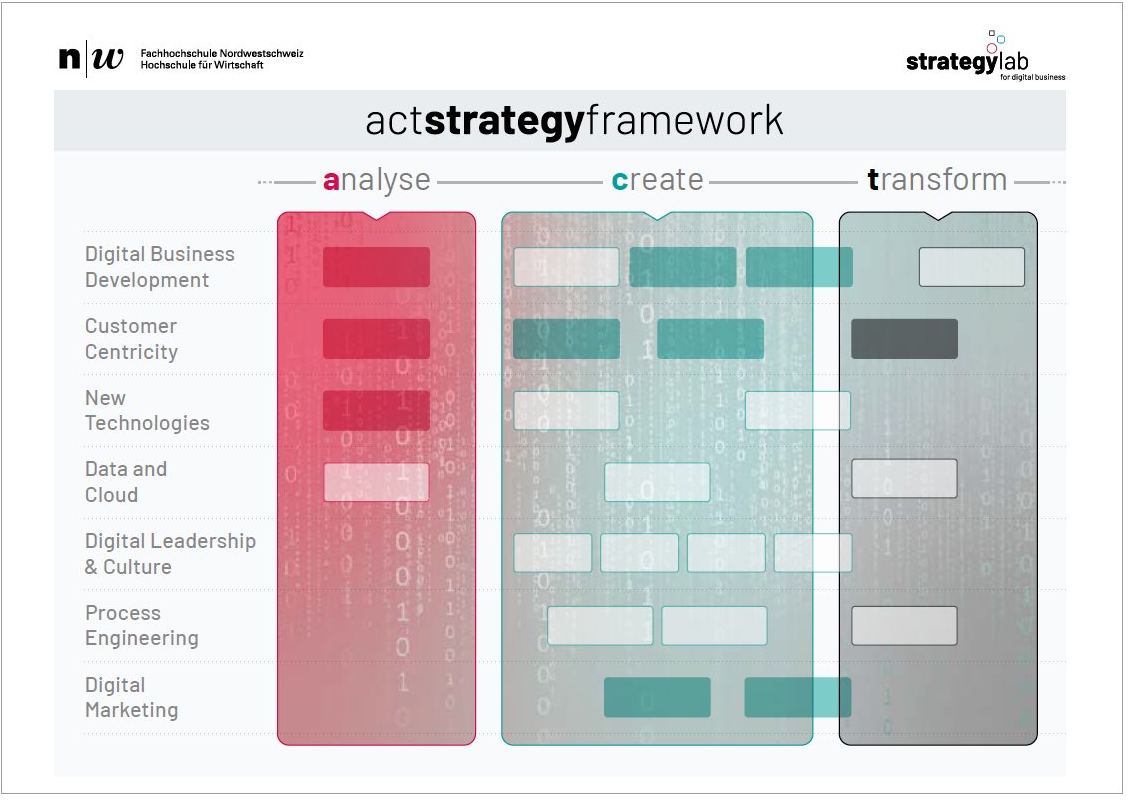 n|w
Fachhochschule Nordwestschweiz
Hochschule für Wirtschaft
strategylab
for digital business
actstrategyframework
analyse
create
transform
Digital Business
Development
Customer
Centricity
New
Technologies
Data and
Cloud
Digital Leadership
& Culture
Process
Engineering
Digital
Marketing